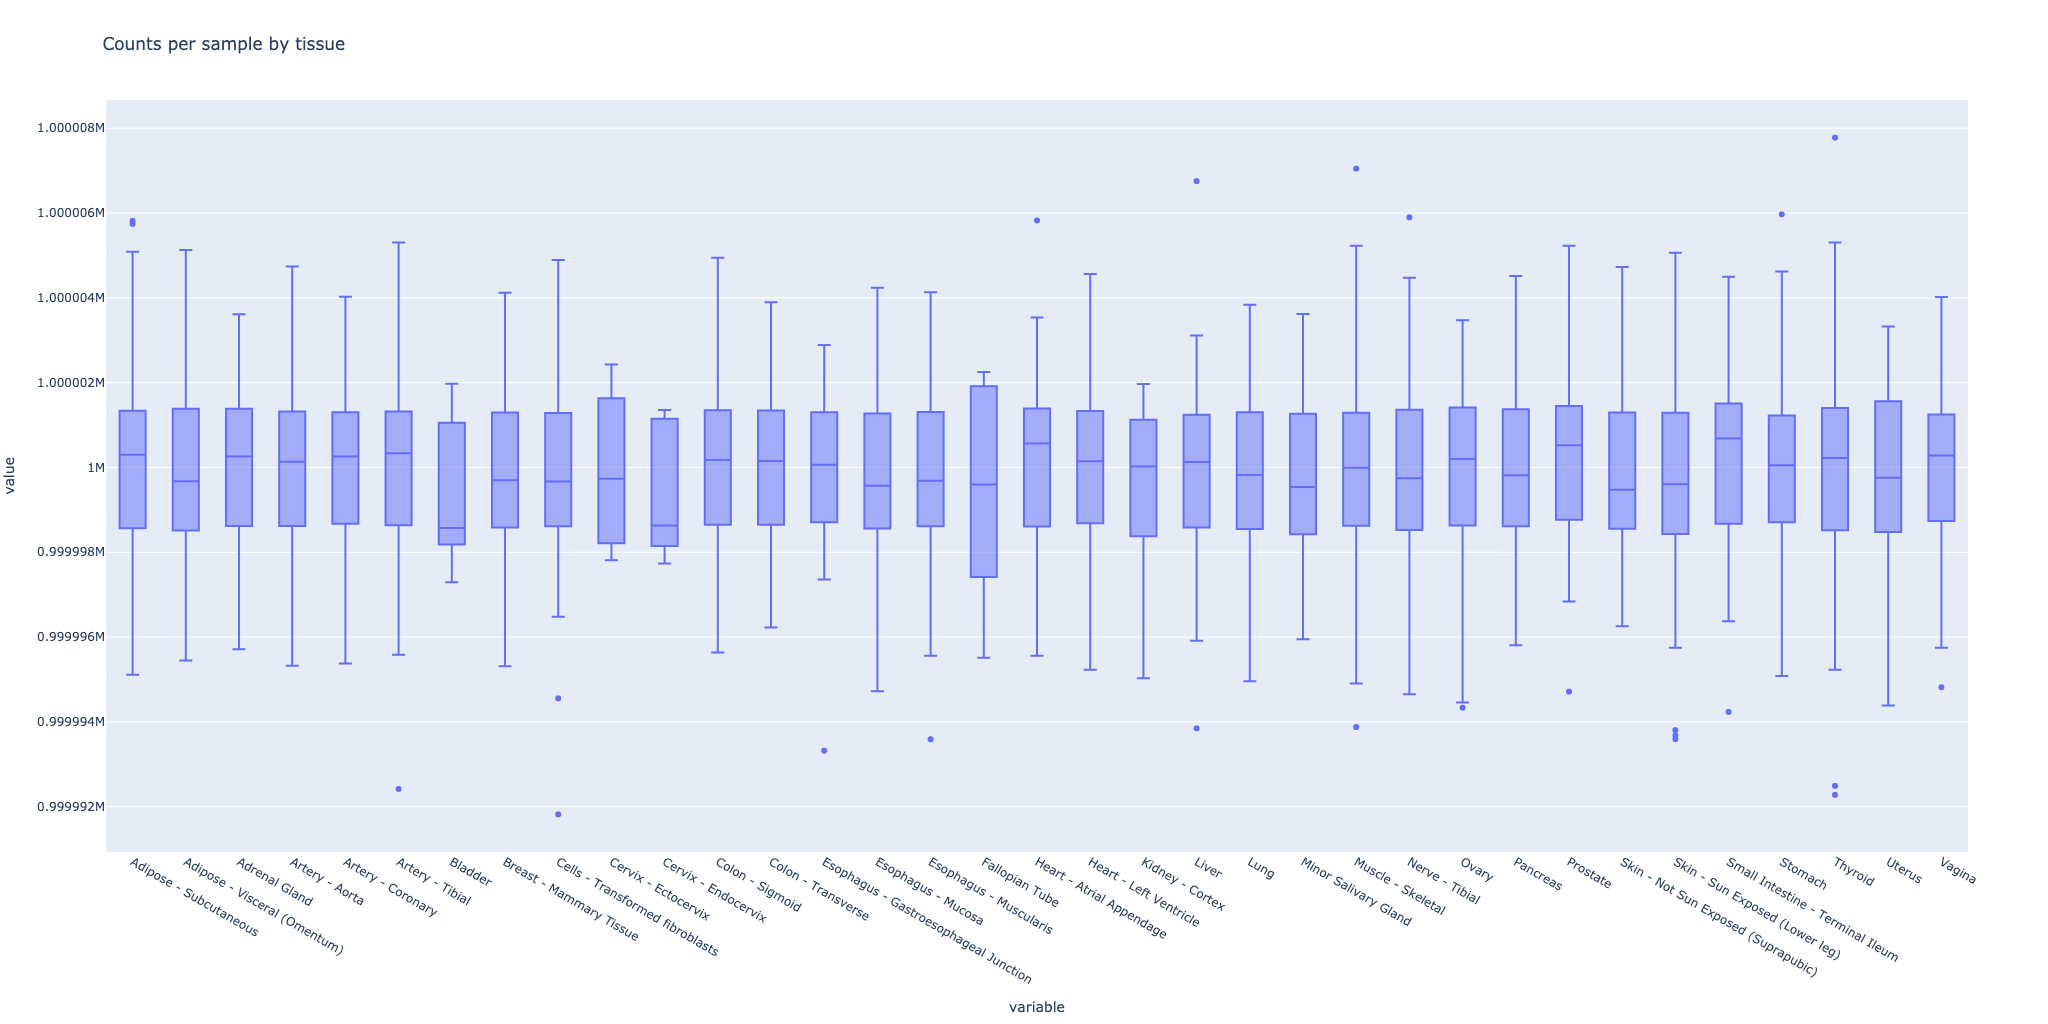 Counts per sample by tissue
value
1.000008M
1.000006M
1.000004M
1.000002M
1M
0.999998M
0.999996M
0.999994M
0.999992M
Adipose - Subcutaneous
Adipose - Visceral (Omentum)
Adrenal Gland
Artery - Aorta
Artery - Coronary
Artery - Tibial
Bladder
Breast - Mammary Tissue
Cells - Transformed fibroblasts
Cervix - Ectocervix
Cervix - Endocervix
Colon - Sigmoid
Colon - Transverse
Esophagus - Gastroesophageal Junction
Esophagus - Mucosa
Esophagus - Muscularis
Fallopian Tube
Heart - Atrial Appendage
Heart - Left Ventricle
Kidney - Cortex
Liver
Lung
Minor Salivary Gland
Muscle - Skeletal
Nerve - Tibial
Ovary
Pancreas
Prostate
Skin - Not Sun Exposed (Suprapubic)
Skin - Sun Exposed (Lower leg)
Small Intestine - Terminal Ileum
Stomach
Thyroid
Uterus
Vagina
variable